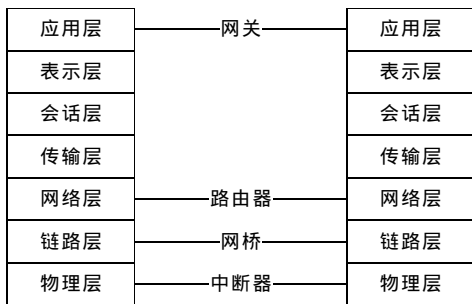 应用层 网关 应用层
表示层 表示层
会话层 会话层
传输层 传输层
网络层 路由器 网络层
链路层 网桥 链路层
物理层 中断器 物理层